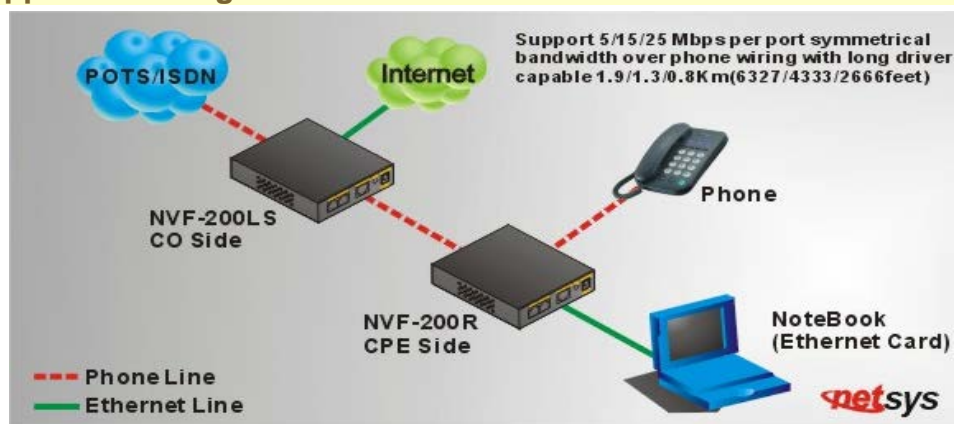 POTS/ISDN
Internet
Support 5/15/25 Mbps per port symmetrical
bandwidth over phone wiring with long driver
capable 1.9/1.3/0.8Km(6327/4333/2666feet)
Phone
NVF-200LS
CO Side
NVF-200R
CPE Side
NoteBook
(Ethernet Card)
Phone Line
Ethernet Line
netsys